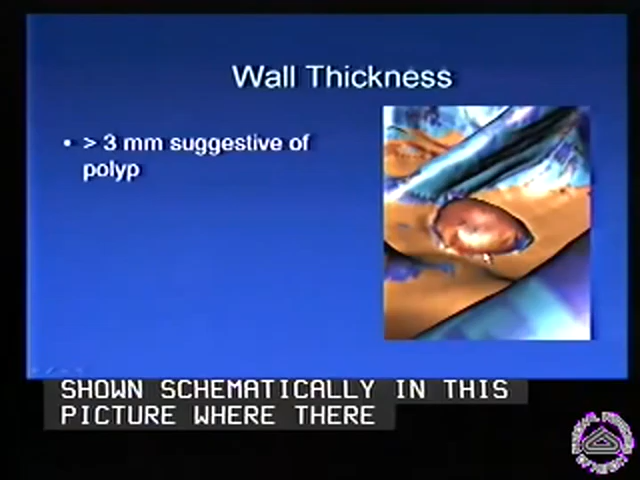 Wall Thickness
• > 3 mm suggestive of
polyp
SHOWN SCHEMATICALLY IN THIS
PICTURE WHERE THERE